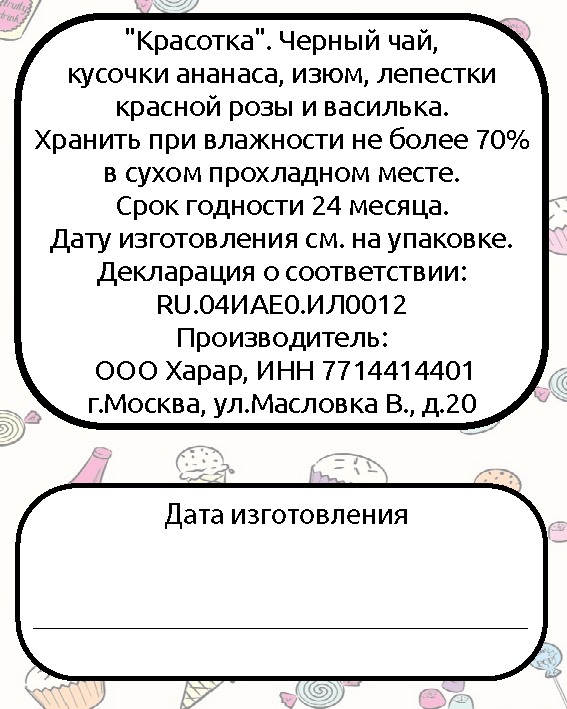 "Красотка". Черный чай,
кусочки ананаса, изюм, лепестки
красной розы и василька.
Хранить при влажности не более 70%
в сухом прохладном месте.
Срок годности 24 месяца.
Дату изготовления см. на упаковке.
Декларация о соответствии:
RU.04ИАЕ0.ИЛ0012
Производитель:
ООО Харар, ИНН 7714414401
г.Москва, ул.Масловка В., д.20
Дата изготовления